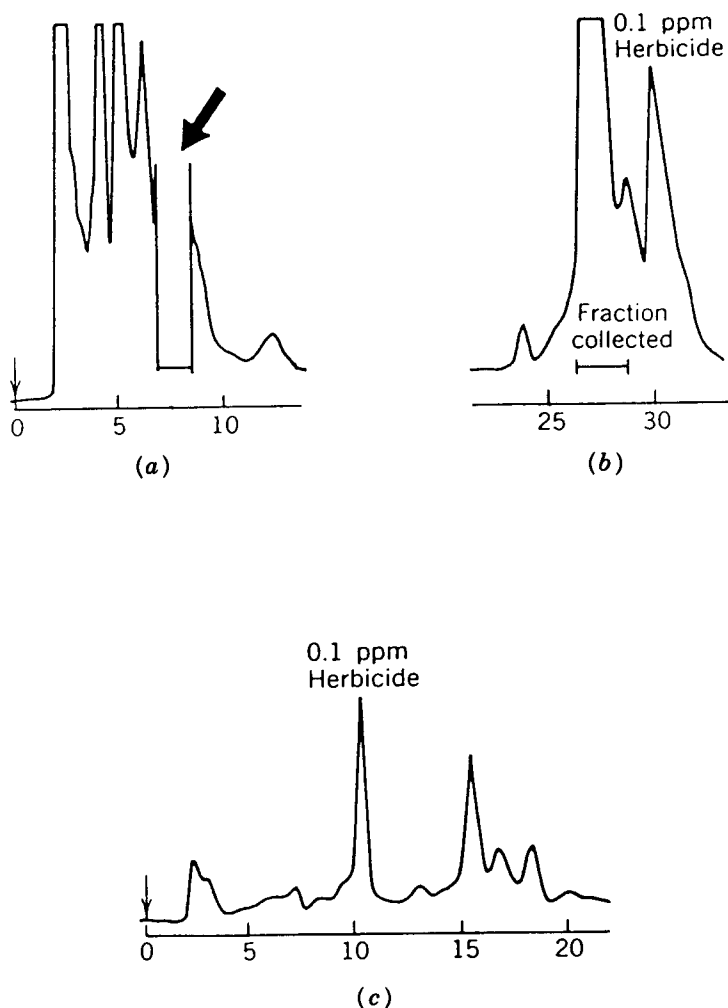 0.1 ppm
Herbicide
Fraction
collected
0 5 10
25 30
(a)
(b)
0.1 ppm
Herbicide
0 5 10 15 20
(c)